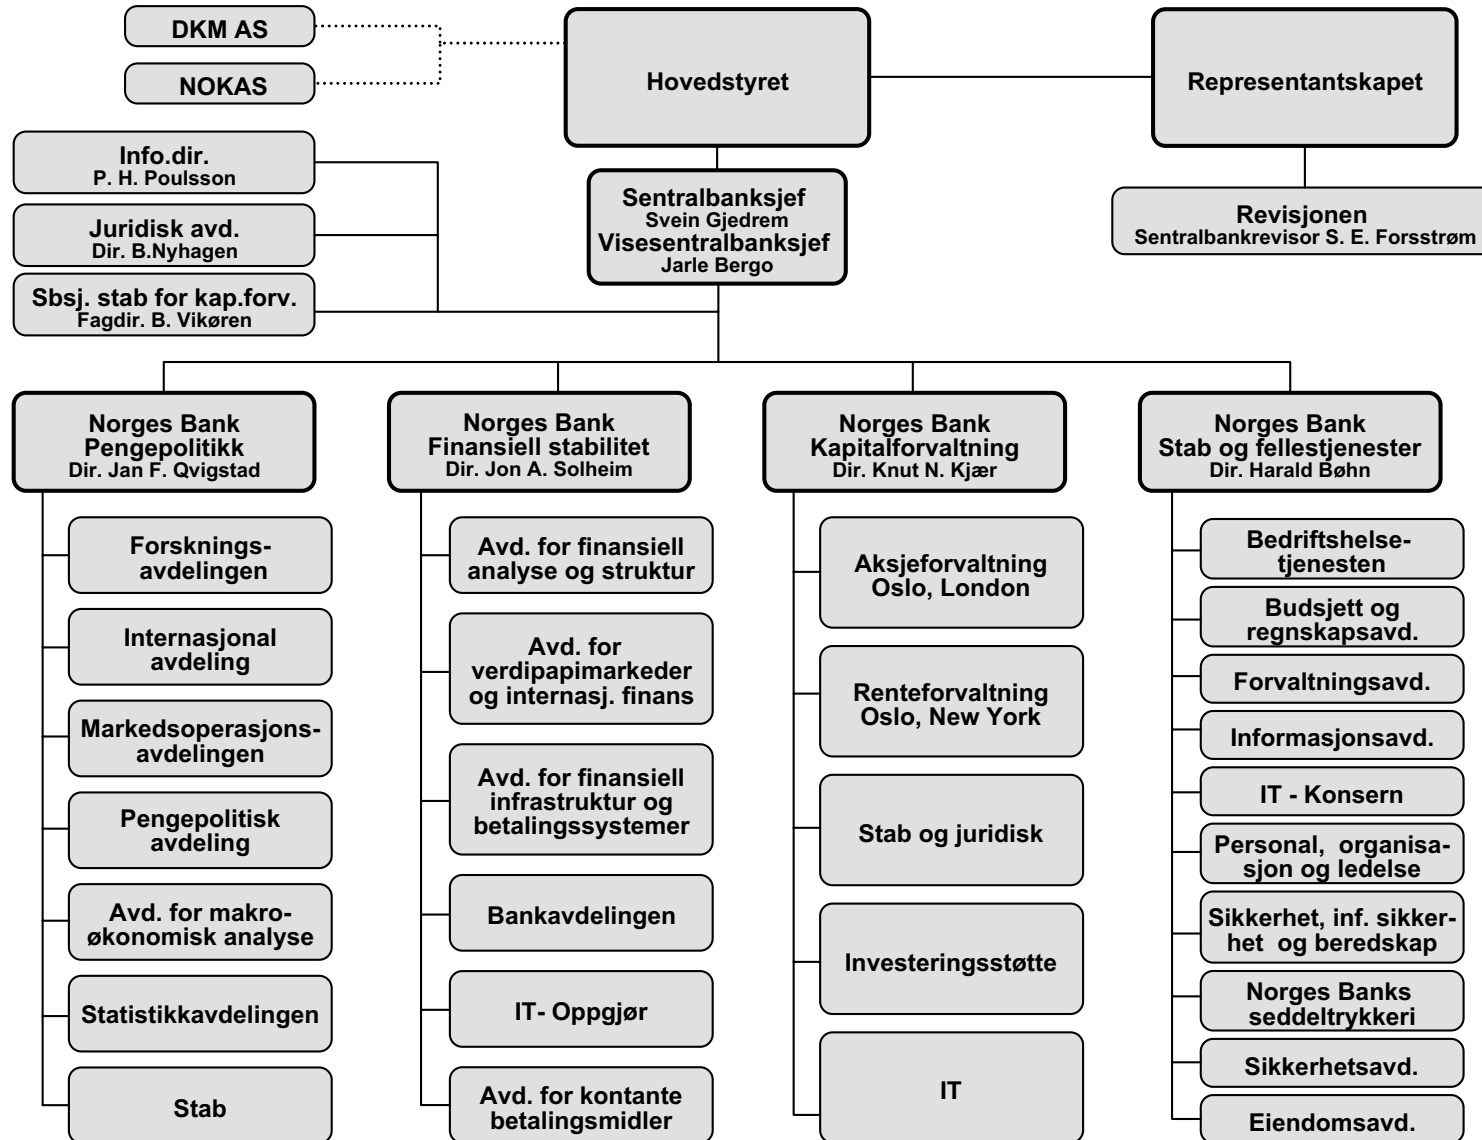 DKM AS
NOKAS
Hovedstyret
Representantskapet
Info.dir.
P. H. Poulsson
Juridisk avd.
Dir. B.Nyhagen
Sbsj. stab for kap.forv.
Fagdir. B. Vikøren
Sentralbanksjef
Svein Gjedrem
Visesentralbanksjef
Jarle Bergo
Revisjonen
Sentralbankrevisor S. E. Forsstrøm
Norges Bank
Pengepolitikk
Dir. Jan F. Qvigstad
Forsknings-
avdelingen
Internasjonal
avdeling
Markedsoperasjons-
avdelingen
Pengepolitisk
avdeling
Avd. for makro-
økonomisk analyse
Statistikkavdelingen
Stab
Norges Bank
Finansiell stabilitet
Dir. Jon A. Solheim
Avd. for finansiell
analyse og struktur
Avd. for
verdipapimarkeder
og internasj. finans
Avd. for finansiell
infrastruktur og
betalingssystemer
Bankavdelingen
IT- Oppgjør
Avd. for kontante
betalingsmidler
Norges Bank
Kapitalforvaltning
Dir. Knut N. Kjær
Aksjeforvaltning
Oslo, London
Renteforvaltning
Oslo, New York
Stab og juridisk
Investeringsstøtte
IT
Norges Bank
Stab og fellestjenester
Dir. Harald Bøhn
Bedriftshelse-
tjenesten
Budsjett og
regnskapsavd.
Forvaltningsavd.
Informasjonsavd.
IT - Konsern
Personal, organisa-
sjon og ledelse
Sikkerhet, inf. sikker-
het og beredskap
Norges Banks
seddeltrykkeri
Sikkerhetsavd.
Eiendomsavd.